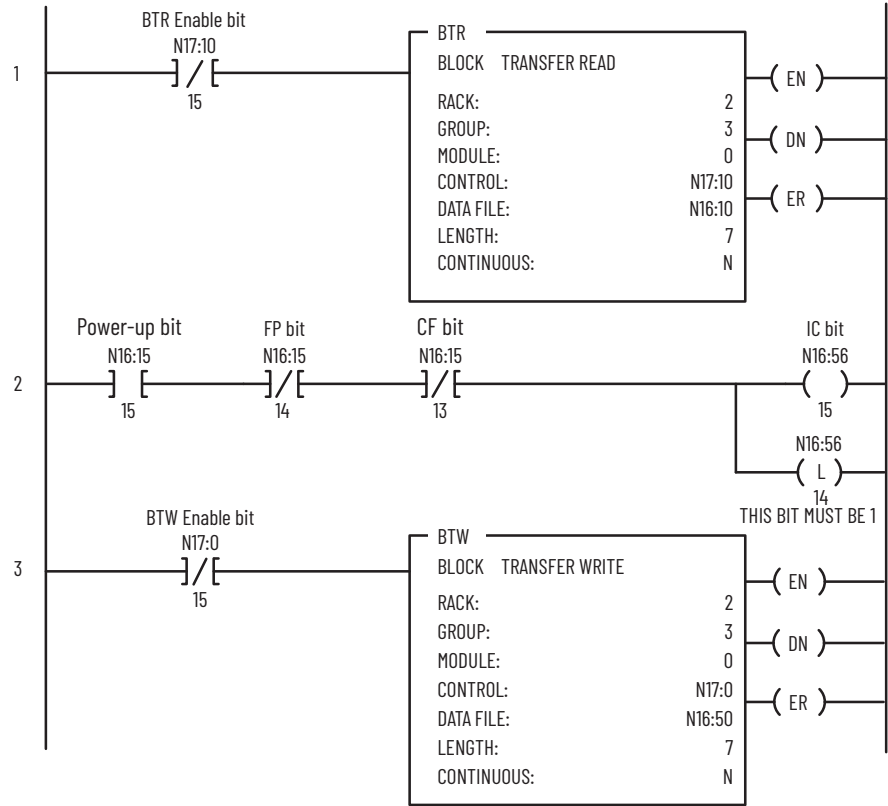 BTR Enable bit
N17:10
1
15
BTR
BLOCK TRANSFER READ
RACK: 2
GROUP: 3
MODULE: 0
CONTROL: N17:10
DATA FILE: N16:10
LENGTH: 7
CONTINUOUS: N
EN
DN
ER
Power-up bit
N16:15
2
15
FP bit
N16:15
14
CF bit
N16:15
13
IC bit
N16:56
15
N16:56
L
14
THIS BIT MUST BE 1
BTW Enable bit
N17:0
3
15
BTW
BLOCK TRANSFER WRITE
RACK: 2
GROUP: 3
MODULE: 0
CONTROL: N17:0
DATA FILE: N16:50
LENGTH: 7
CONTINUOUS: N
EN
DN
ER